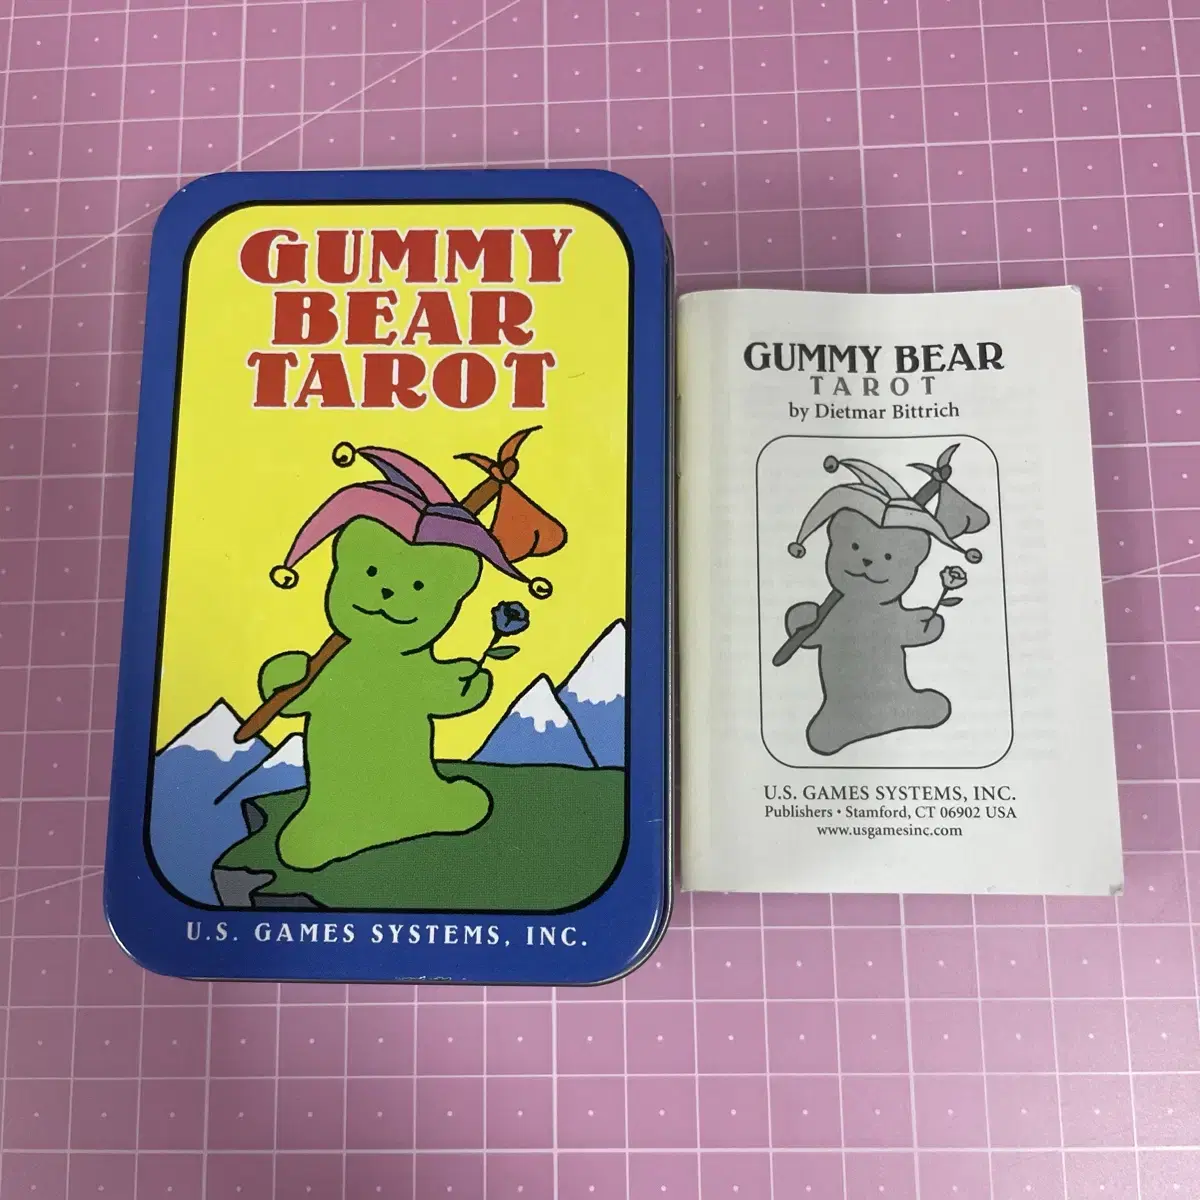 GUMMY
BEAR
TAROT
U.S. GAMES SYSTEMS, INC.
GUMMY BEAR
TAROT
by Dietmar Bittrich
U.S. GAMES SYSTEMS, INC.
Publishers • Stamford, CT 06902 USA
www.usgamesinc.com